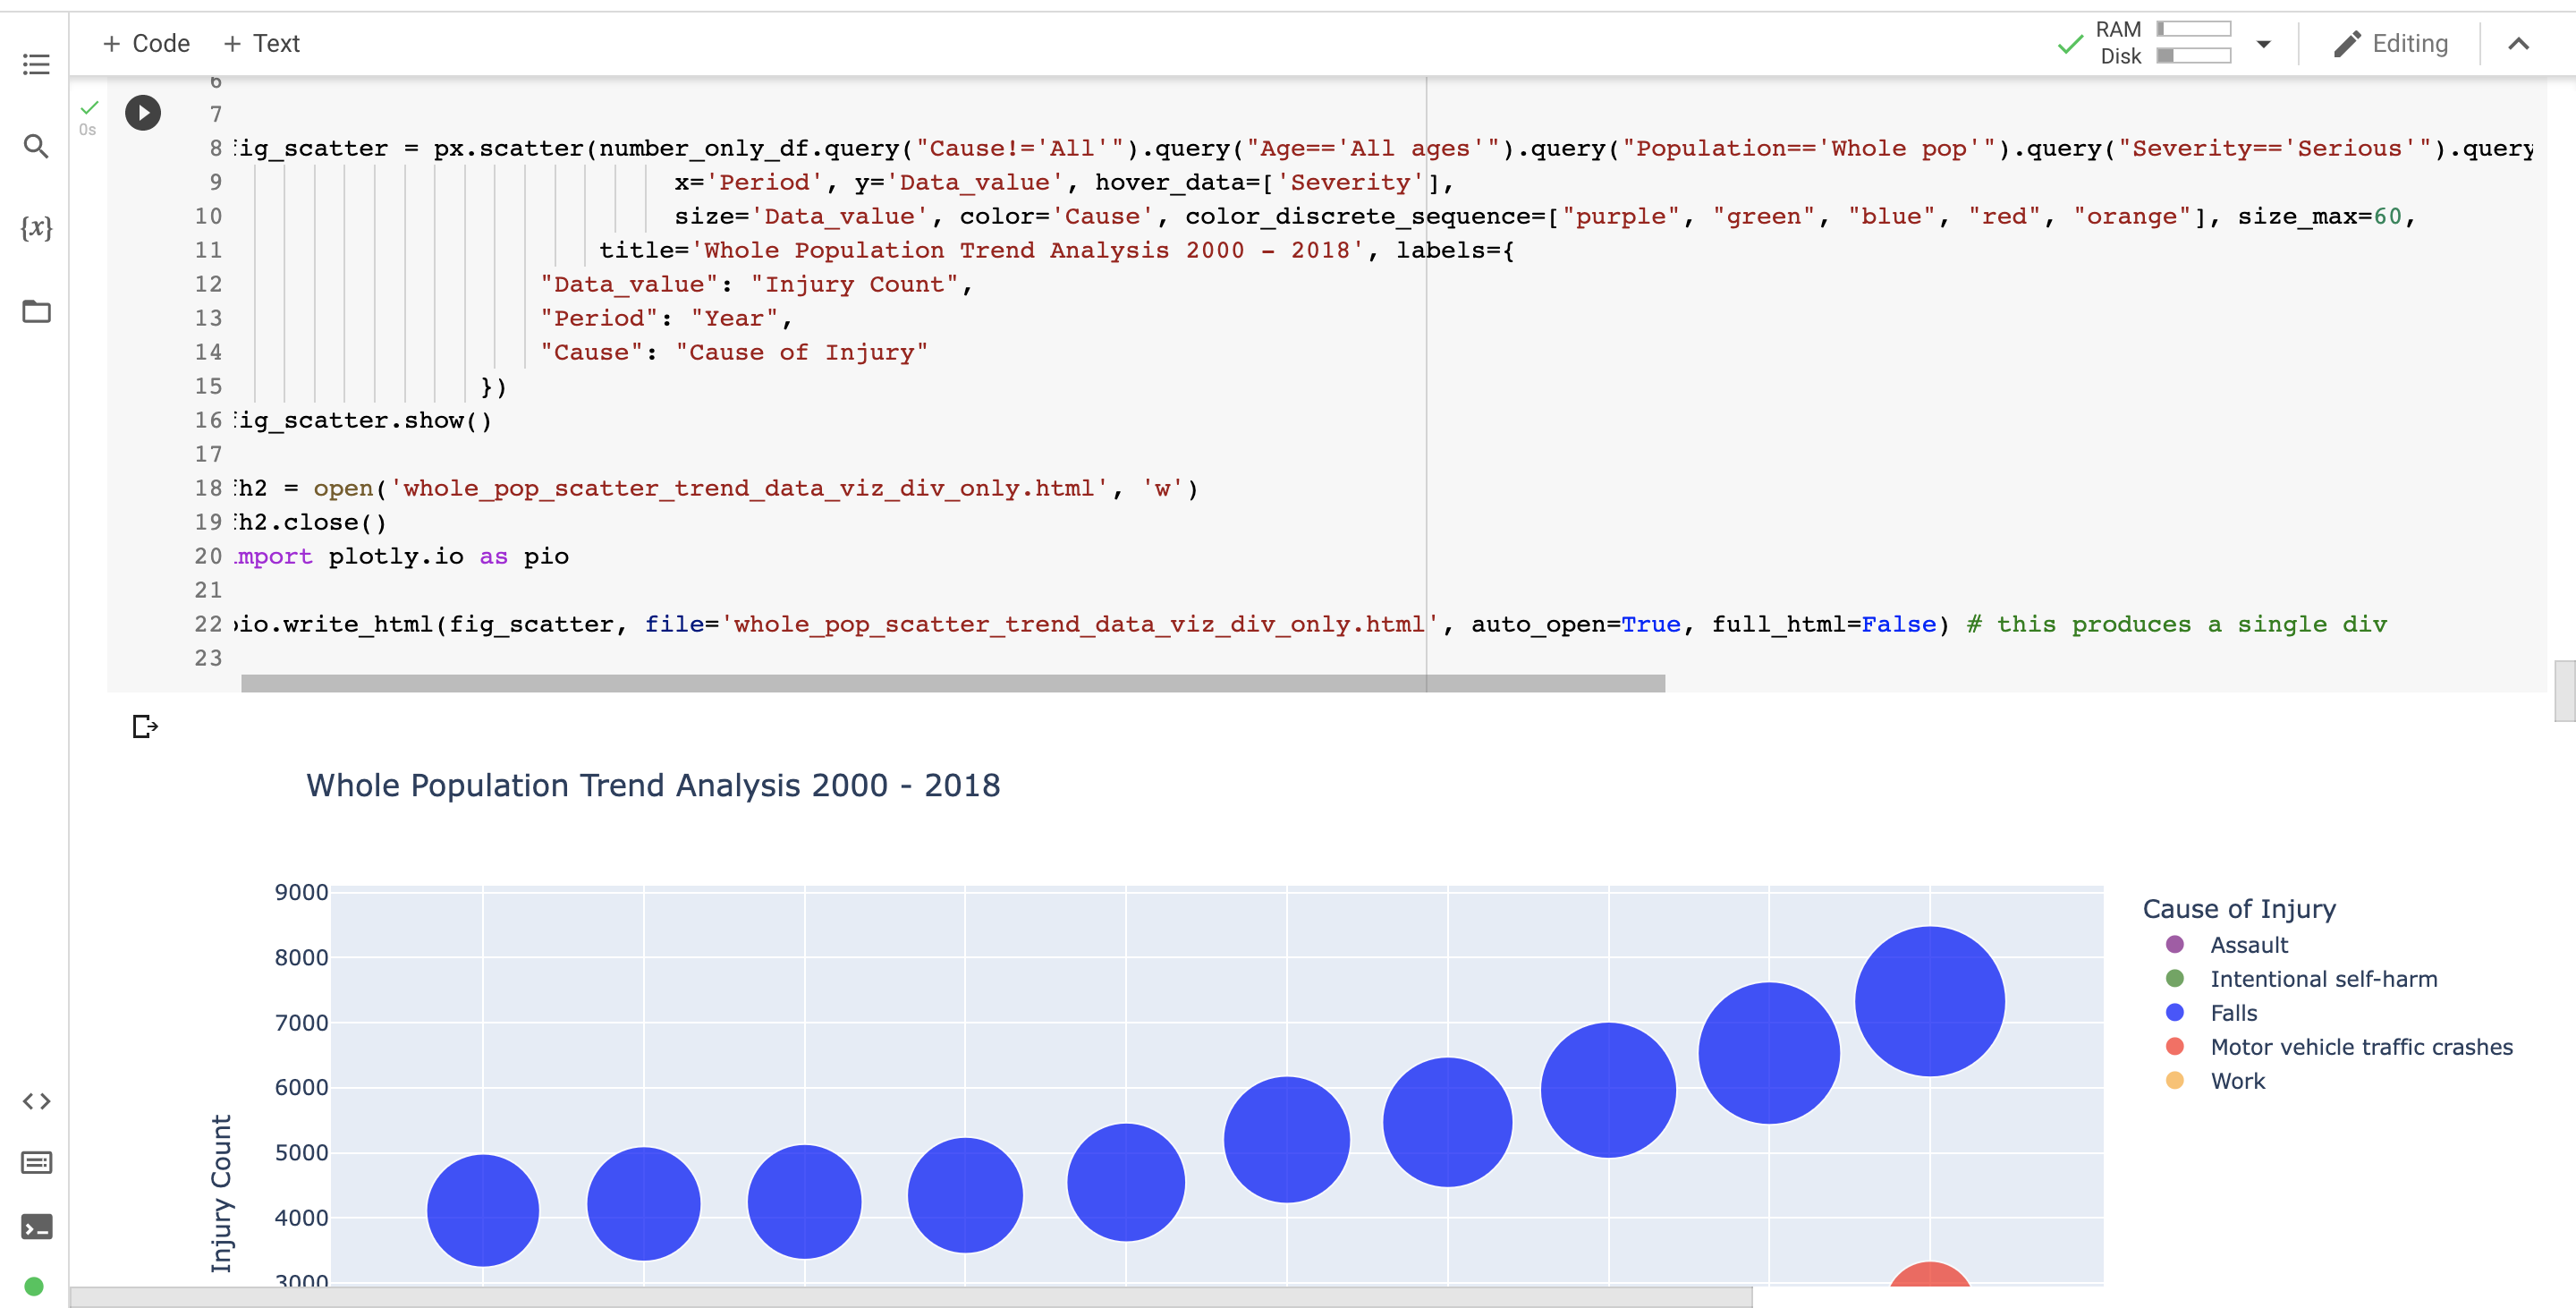 + Code + Text
RAM
Disk
Editing
{x}
0s
6
7
8 fig_scatter = px.scatter(number_only_df.query("Cause!='All'").query("Age=='All ages'").query("Population=='Whole pop'").query("Severity=='Serious'").query
9 x='Period', y='Data_value', hover_data=['Severity'],
10 size='Data_value', color='Cause', color_discrete_sequence=["purple", "green", "blue", "red", "orange"], size_max=60,
11 title='Whole Population Trend Analysis 2000 - 2018', labels={
12 "Data_value": "Injury Count",
13 "Period": "Year",
14 "Cause": "Cause of Injury"
15 })
16 fig_scatter.show()
17
18 fh2 = open('whole_pop_scatter_trend_data_viz_div_only.html', 'w')
19 fh2.close()
20 import plotly.io as pio
21
22 pio.write_html(fig_scatter, file='whole_pop_scatter_trend_data_viz_div_only.html', auto_open=True, full_html=False) # this produces a single div
23
Whole Population Trend Analysis 2000 - 2018
9000
8000
7000
6000
5000
4000
3000
Injury Count
Cause of Injury
Assault
Intentional self-harm
Falls
Motor vehicle traffic crashes
Work